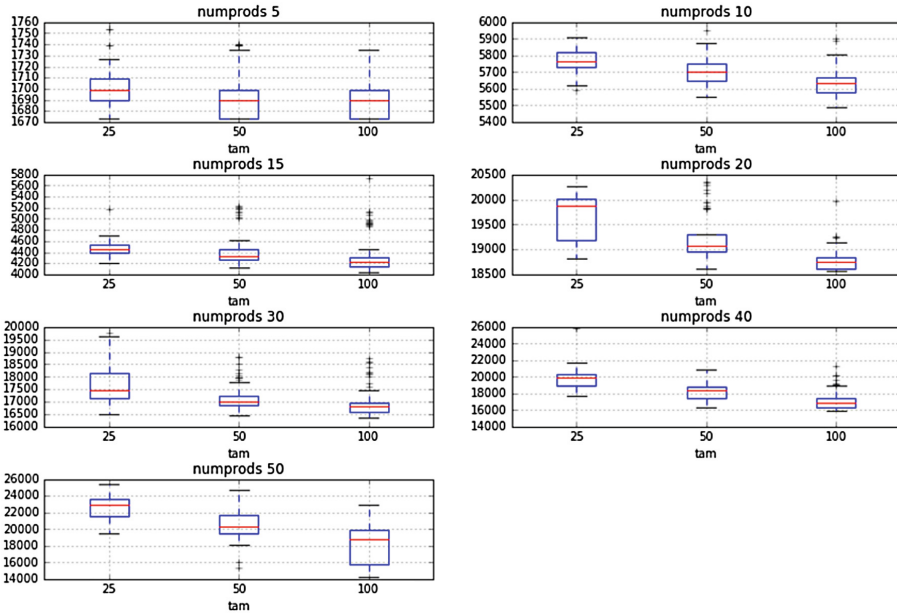 numprods 5
1760
1750
1740
1730
1720
1710
1700
1690
1680
1670
25 50 100
tam
numprods 10
6000
5900
5800
5700
5600
5500
5400
25 50 100
tam
numprods 15
5800
5600
5400
5200
5000
4800
4600
4400
4200
4000
25 50 100
tam
numprods 20
20500
20000
19500
19000
18500
25 50 100
tam
numprods 30
20000
19500
19000
18500
18000
17500
17000
16500
16000
25 50 100
tam
numprods 40
26000
24000
22000
20000
18000
16000
14000
25 50 100
tam
numprods 50
26000
24000
22000
20000
18000
16000
14000
25 50 100
tam